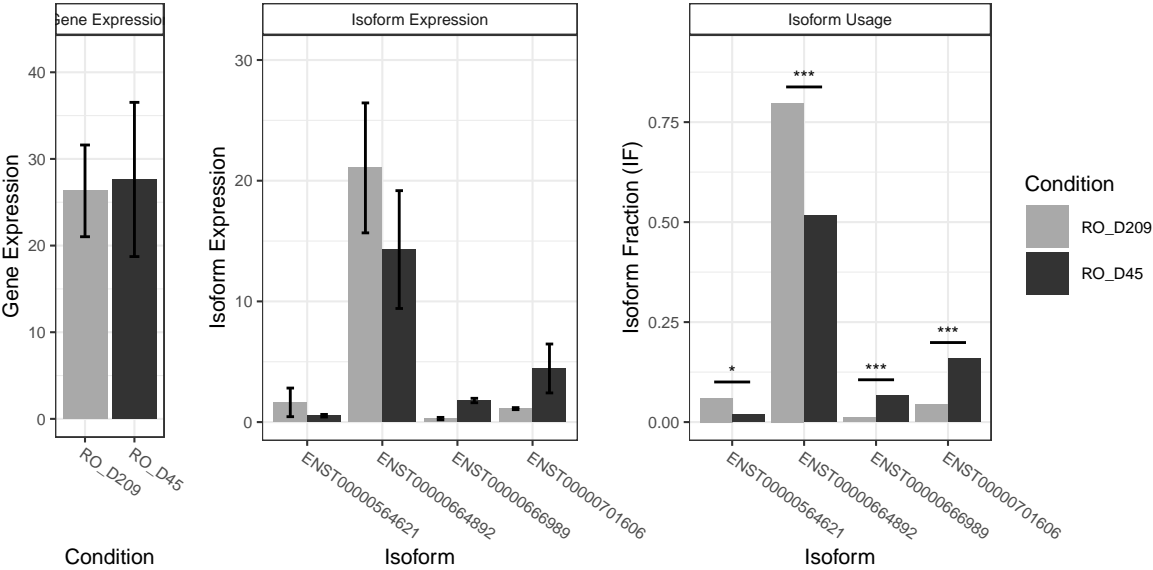 Gene Expression
Isoform Expression
Isoform Usage
Gene Expression
0
10
20
30
40
RO_D209
RO_D45
Condition
Isoform Expression
0
10
20
30
ENST00000564621
ENST00000664892
ENST00000666989
ENST00000701606
Isoform
Isoform Fraction (IF)
0.00
0.25
0.50
0.75
*
***
***
***
ENST00000564621
ENST00000664892
ENST00000666989
ENST00000701606
Isoform
Condition
RO_D209
RO_D45